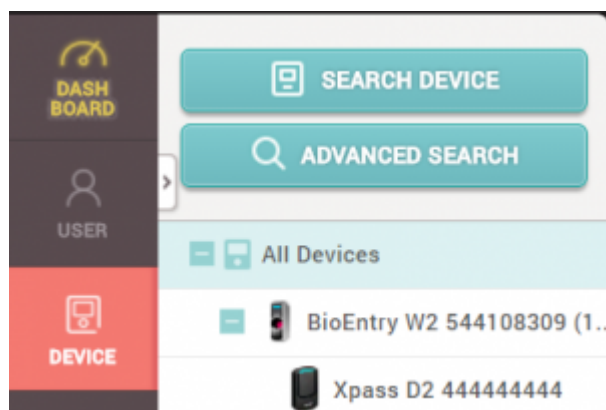 DASH
BOARD
USER
DEVICE
SEARCH DEVICE
ADVANCED SEARCH
All Devices
BioEntry W2 544108309 (1..
Xpass D2 444444444